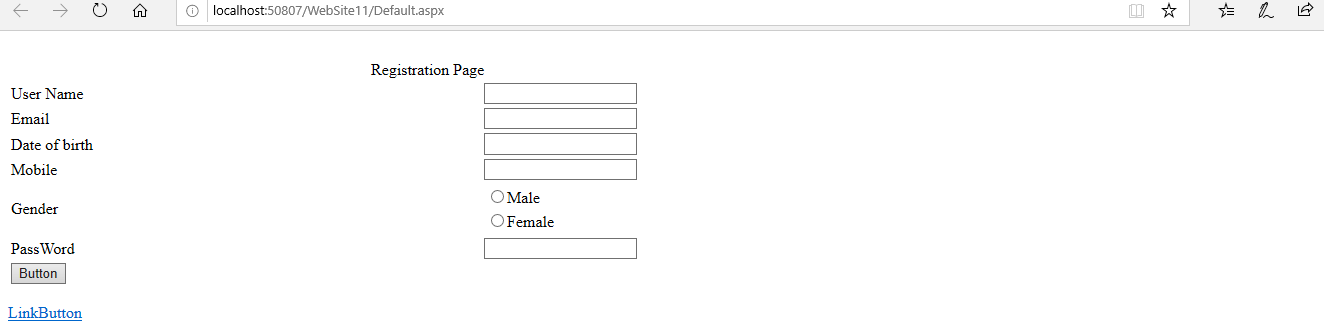 localhost:50807/WebSite11/Default.aspx
Registration Page
User Name
Email
Date of birth
Mobile
Gender
Male
Female
PassWord
Button
LinkButton